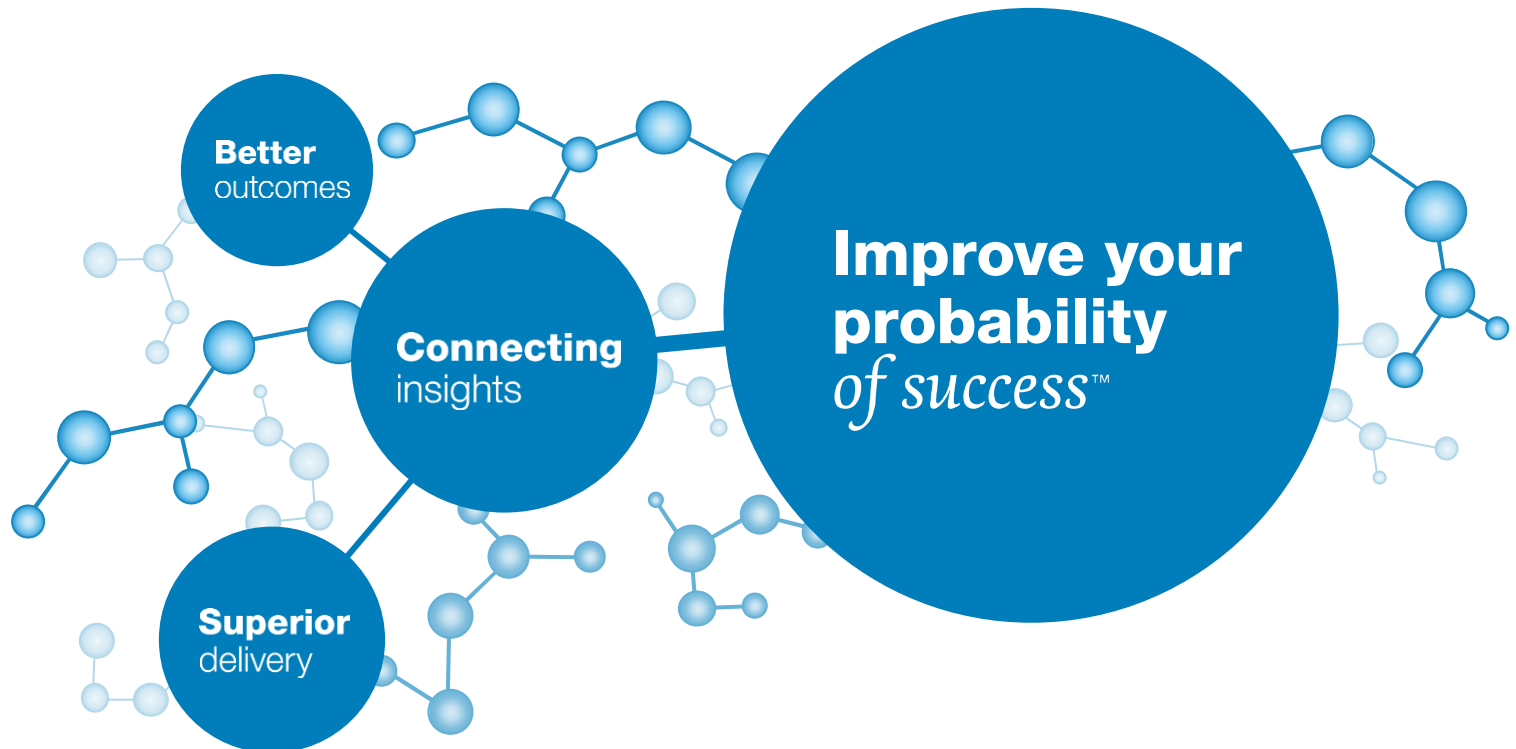 Better
outcomes
Connecting
insights
Superior
delivery
Improve your
probability
of success™